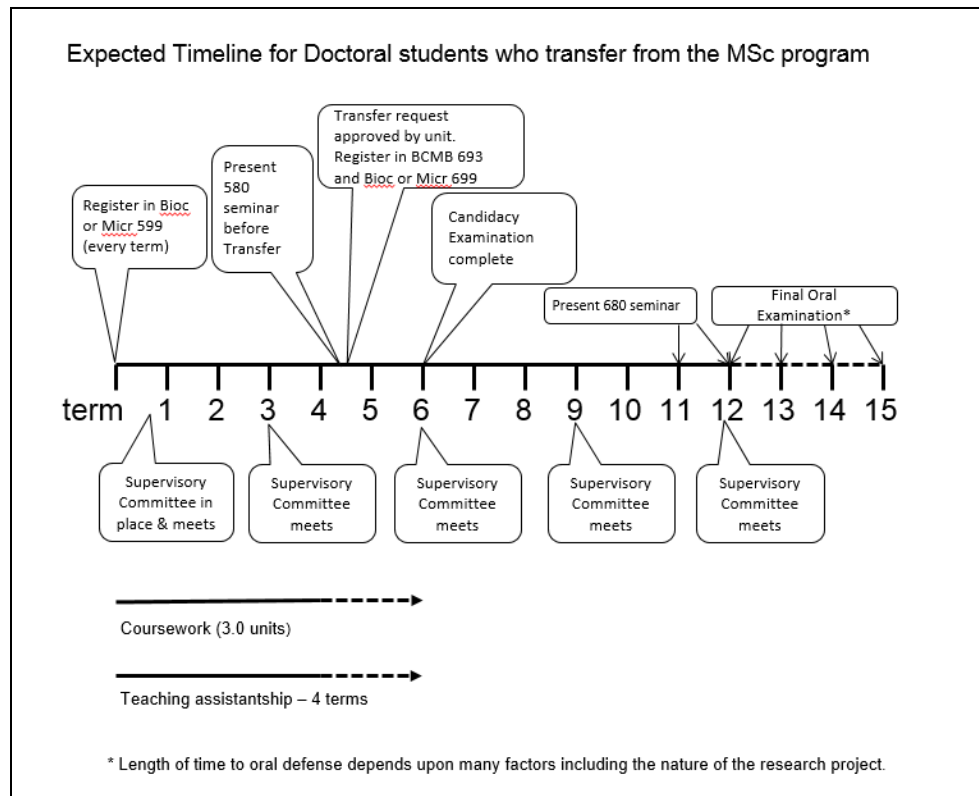 Expected Timeline for Doctoral students who transfer from the MSc program
Transfer request
approved by unit.
Register in BCMB 693
and Bioc or Micr 699
Present
580
seminar
before
Transfer
Register in Bioc
or Micr 599
(every term)
Candidacy
Examination
complete
Present 680 seminar
Final Oral
Examination*
term 1 2 3 4 5 6 7 8 9 10 11 12 13 14 15
Supervisory
Committee in
place & meets
Supervisory
Committee
meets
Supervisory
Committee
meets
Supervisory
Committee
meets
Supervisory
Committee
meets
Coursework (3.0 units)
Teaching assistantship – 4 terms
* Length of time to oral defense depends upon many factors including the nature of the research project.